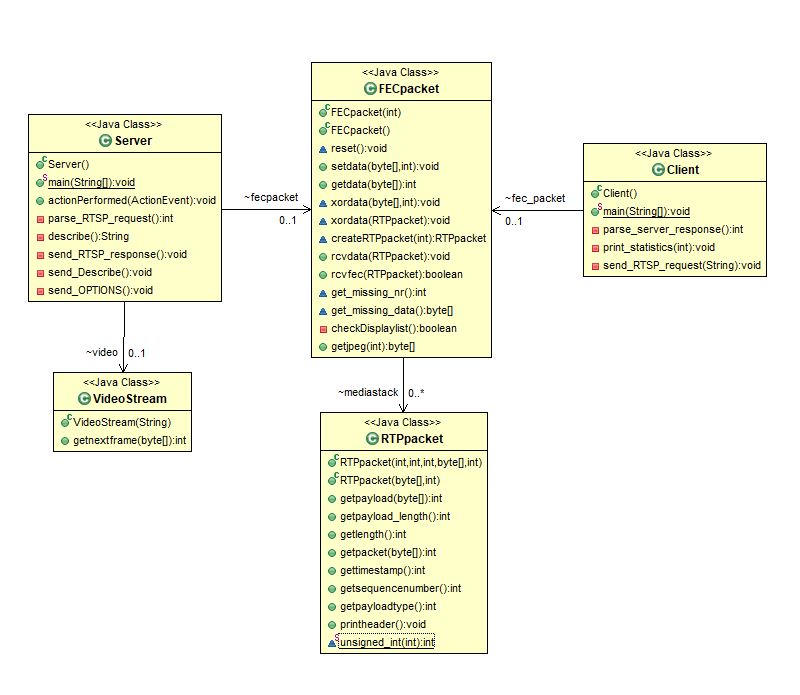 <<Java Class>>
FECpacket
FECpacket(int)
FECpacket()
reset():void
setdata(byte[],int):void
getdata(byte[]):int
xordata(byte[],int):void
xordata(RTPpacket):void
createRTPpacket(int):RTPpacket
rcvdata(RTPpacket):void
rcvfec(RTPpacket):boolean
get_missing_nr():int
get_missing_data():byte[]
checkDisplaylist():boolean
getjpeg(int):byte[]
<<Java Class>>
Server
Server()
main(String[]):void
actionPerformed(ActionEvent):void
parse_RTSP_request():int
describe():String
send_RTSP_response():void
send_Describe():void
send_OPTIONS():void
~fecpacket
0..1
<<Java Class>>
Client
Client()
main(String[]):void
parse_server_response():int
print_statistics(int):void
send_RTSP_request(String):void
~fec_packet
0..1
~video
0..1
<<Java Class>>
VideoStream
VideoStream(String)
getnextframe(byte[]):int
~mediastack
0..*
<<Java Class>>
RTPpacket
RTPpacket(int,int,int,byte[],int)
RTPpacket(byte[],int)
getpayload(byte[]):int
getpayload_length():int
getlength():int
getpacket(byte[]):int
gettimestamp():int
getsequencenumber():int
getpayloadtype():int
printheader():void
unsigned_int(int):int